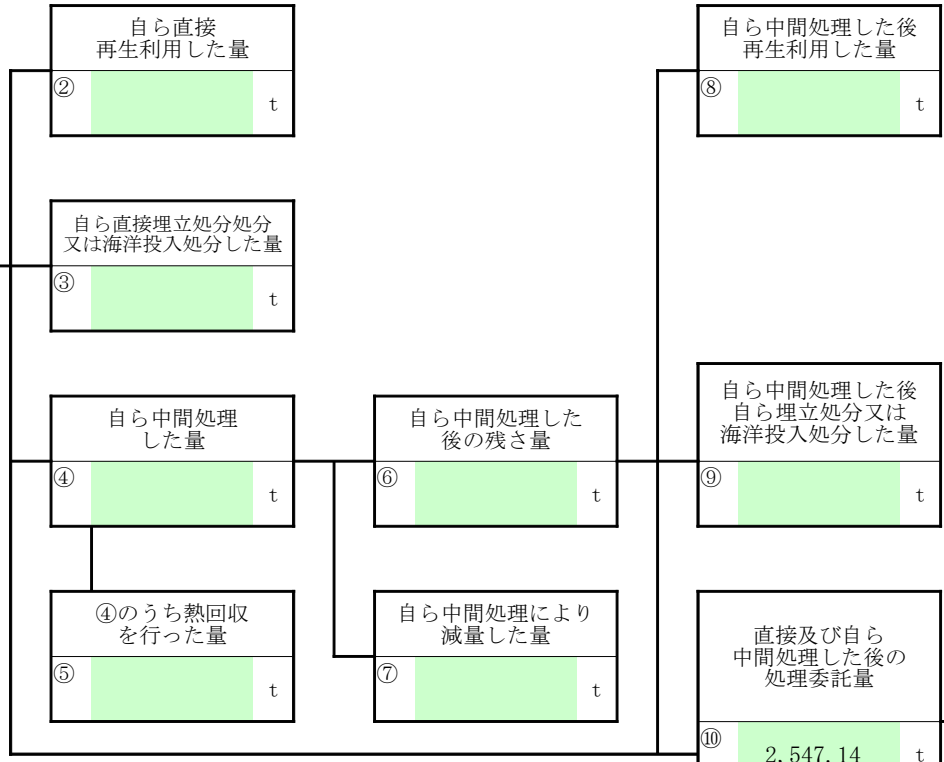 自ら直接
再生利用した量
② t
自ら中間処理した後
再生利用した量
⑧ t
自ら直接埋立処分処分
又は海洋投入処分した量
③ t
自ら中間処理
した量
④ t
自ら中間処理した
後の残さ量
⑥ t
自ら中間処理した後
自ら埋立処分又は
海洋投入処分した量
⑨ t
④のうち熱回収
を行った量
⑤ t
自ら中間処理により
減量した量
⑦ t
直接及び自ら
中間処理した後の
処理委託量
⑩ 2,547.14 t